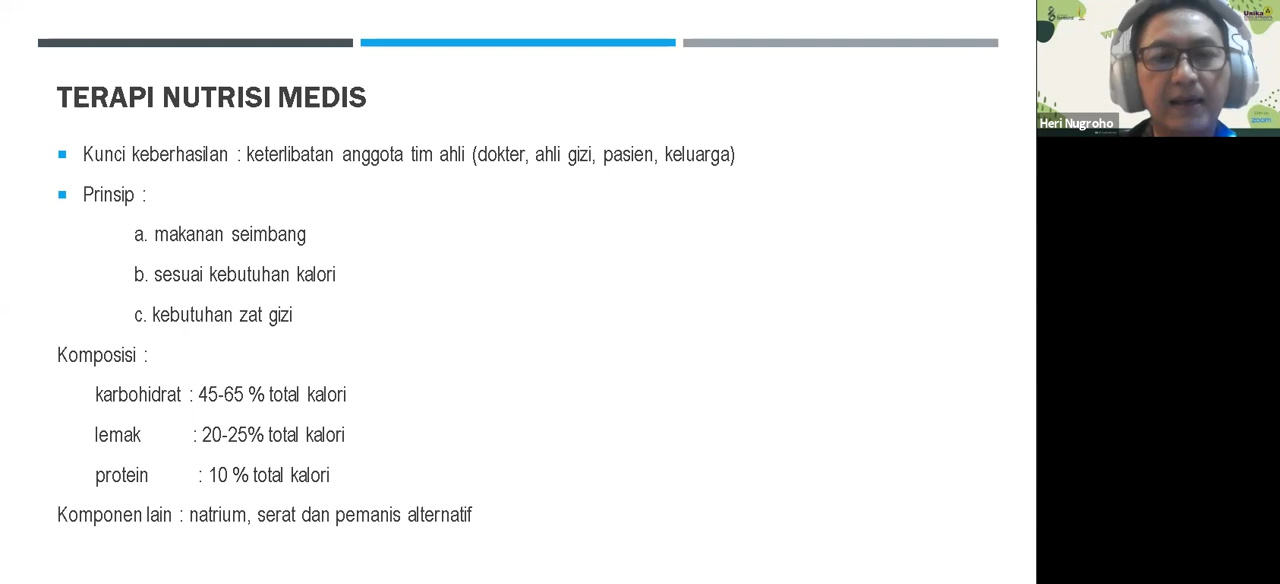 TERAPI NUTRISI MEDIS
Kunci keberhasilan : keterlibatan anggota tim ahli (dokter, ahli gizi, pasien, keluarga)
Prinsip :
a. makanan seimbang
b. sesuai kebutuhan kalori
c. kebutuhan zat gizi
Komposisi :
karbohidrat : 45-65 % total kalori
lemak : 20-25% total kalori
protein : 10 % total kalori
Komponen lain : natrium, serat dan pemanis alternatif
Heri Nugroho
zoom